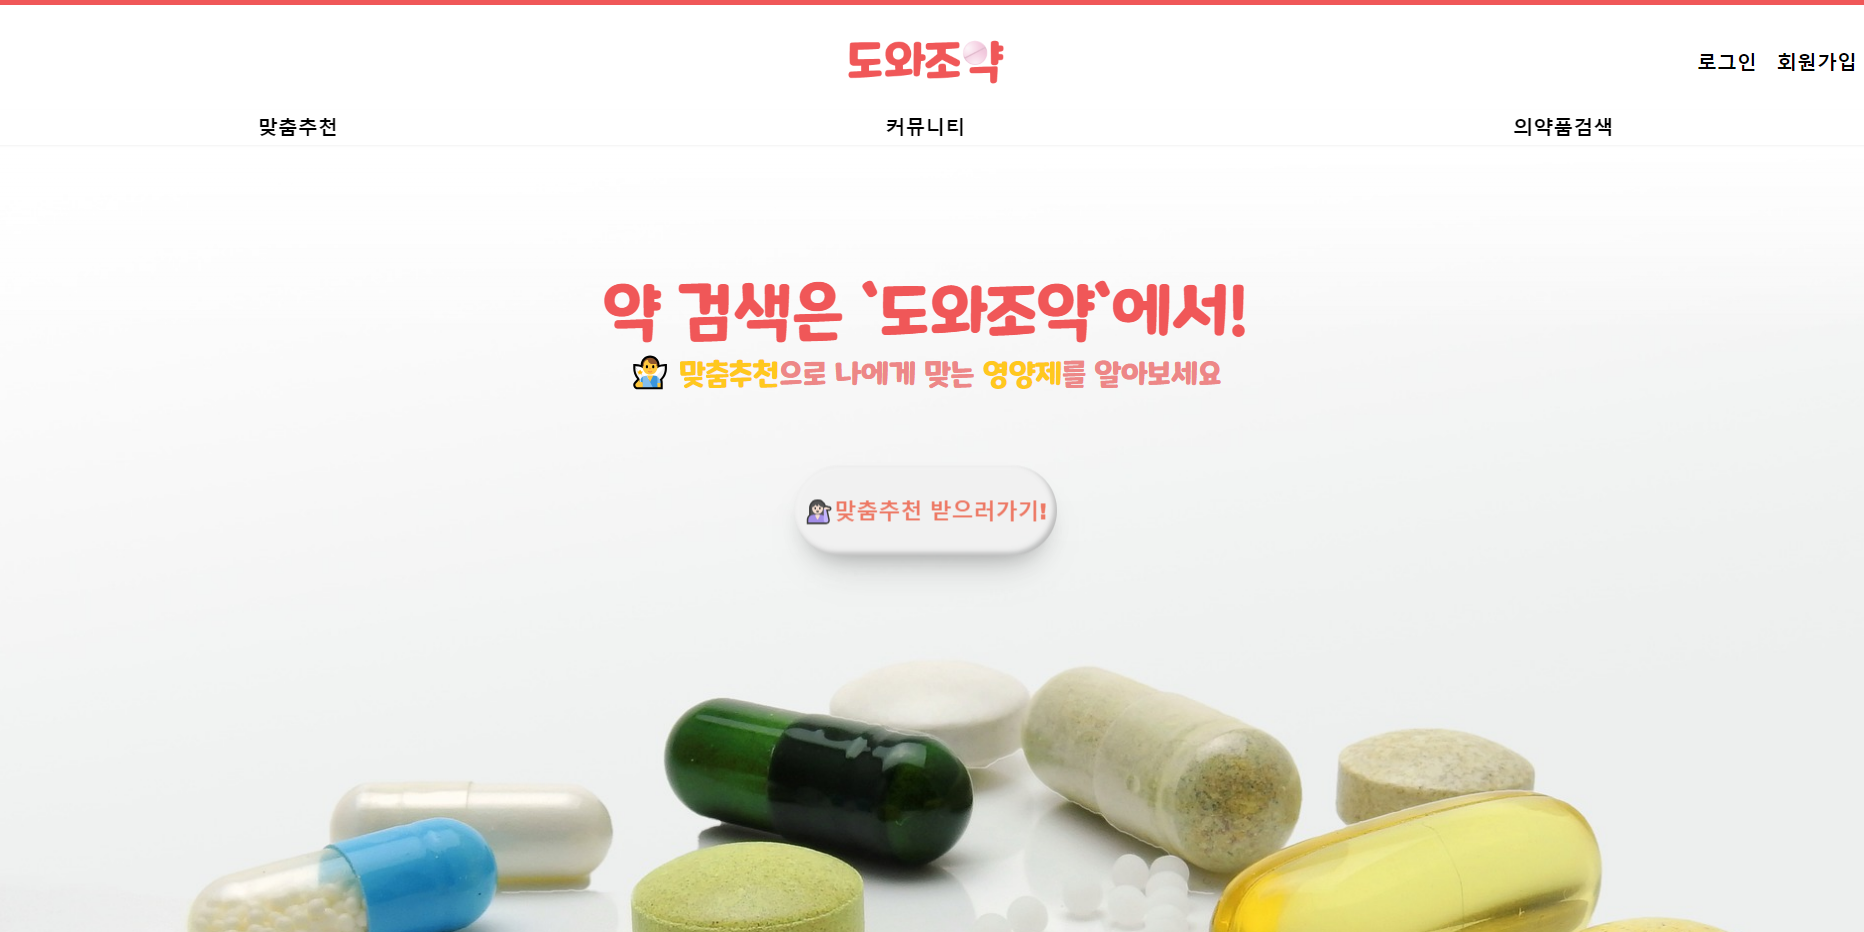 도와조약
로그인 회원가입
맞춤추천 커뮤니티 의약품검색
약 검색은 `도와조약`에서!
🧚‍♂️ 맞춤추천으로 나에게 맞는 영양제를 알아보세요
💁🏻‍♀️맞춤추천 받으러가기!